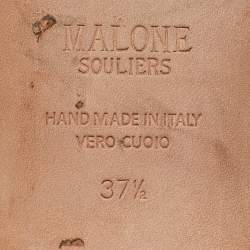 MALONE
SOULIERS
HAND MADE IN ITALY
VERO CUOIO
37½